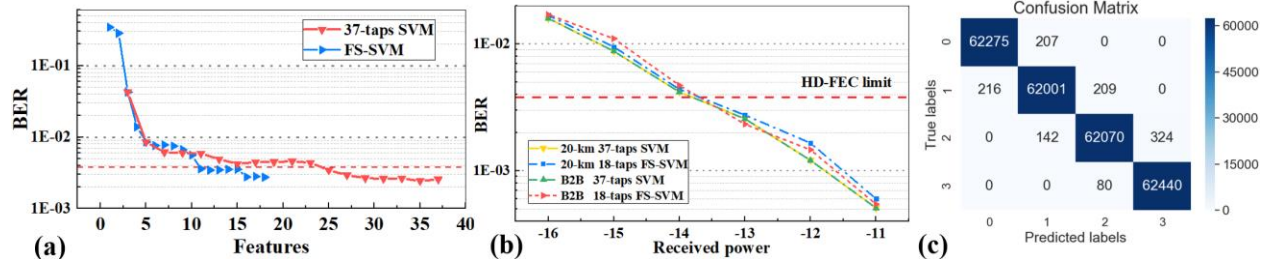 37-taps SVM
FS-SVM
1E-01
1E-02
1E-03
BER
0 5 10 15 20 25 30 35 40
Features
(a)
10⁻²
10⁻³
BER
HD-FEC limit
20-km 37-taps SVM
20-km 18-taps FS-SVM
B2B 37-taps SVM
B2B 18-taps FS-SVM
-16 -15 -14 -13 -12 -11
Received power
(b)
Confusion Matrix
True labels
0 62275 207 0 0
1 216 62001 209 0
2 0 142 62070 324
3 0 0 80 62440
0 1 2 3
Predicted labels
60000
45000
30000
15000
0
(c)